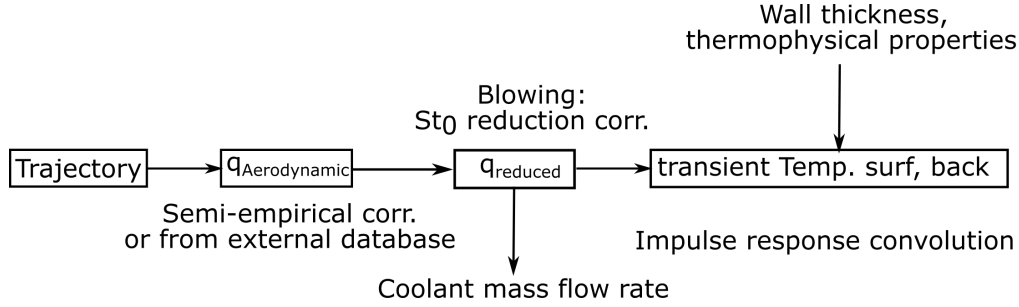 Wall thickness,
thermophysical properties
Blowing:
St0 reduction corr.
Trajectory
qAerodynamic
qreduced
transient Temp. surf, back
Semi-empirical corr.
or from external database
Impulse response convolution
Coolant mass flow rate